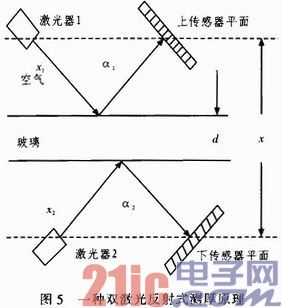 激光器1
上传感器平面
x₁
α₁
空气
玻璃
d
x
x₂
α₂
激光器2
下传感器平面
21ic电子网
图 5 一种双激光反射式测厚原理